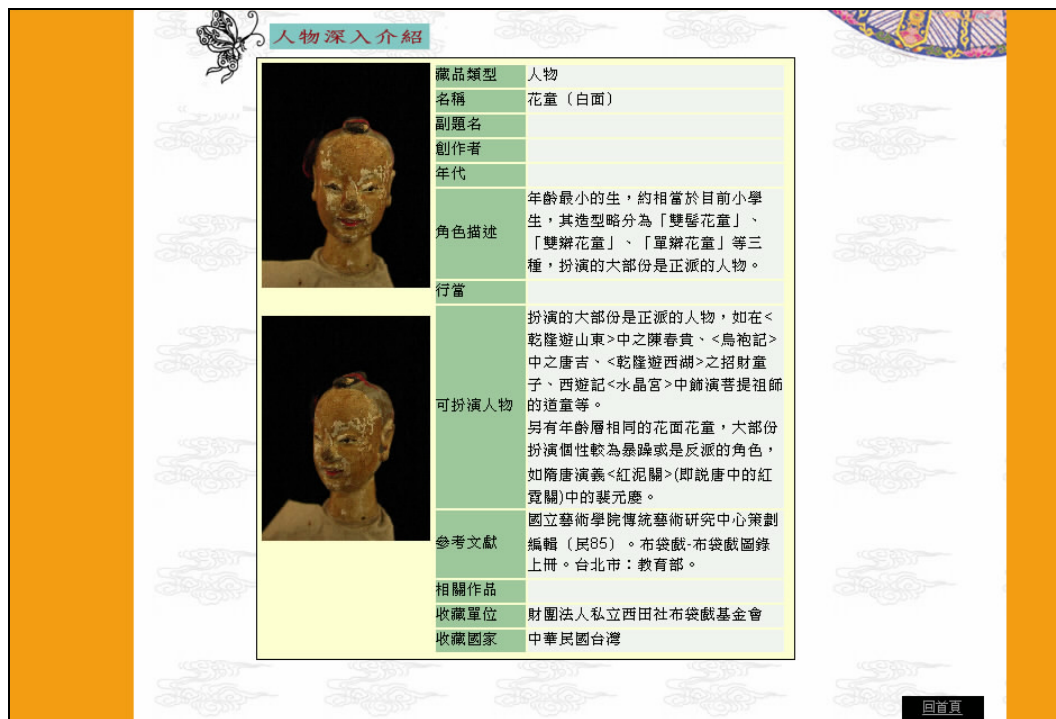 人物深入介紹
藏品類型 人物
名稱 花童（白面）
副題名
創作者
年代
角色描述 年齡最小的生，約相當於目前小學
生，其造型略分為「雙髻花童」、
「雙辮花童」、「單辮花童」等三
種，扮演的大部份是正派的人物。
行當
可扮演人物 扮演的大部份是正派的人物，如在<
乾隆遊山東>中之陳春貴、<烏袍記>
中之唐吉、<乾隆遊西湖>之招財童
子、西遊記<水晶宮>中飾演菩提祖師
的道童等。
另有年齡層相同的花面花童，大部份
扮演個性較為暴躁或是反派的角色，
如隋唐演義<紅泥關>(即說唐中的紅
霓關)中的裴元慶。
參考文獻 國立藝術學院傳統藝術研究中心策劃
編輯（民85）。布袋戲-布袋戲圖錄
上冊。台北市：教育部。
相關作品
收藏單位 財團法人私立西田社布袋戲基金會
收藏國家 中華民國台灣
回首頁